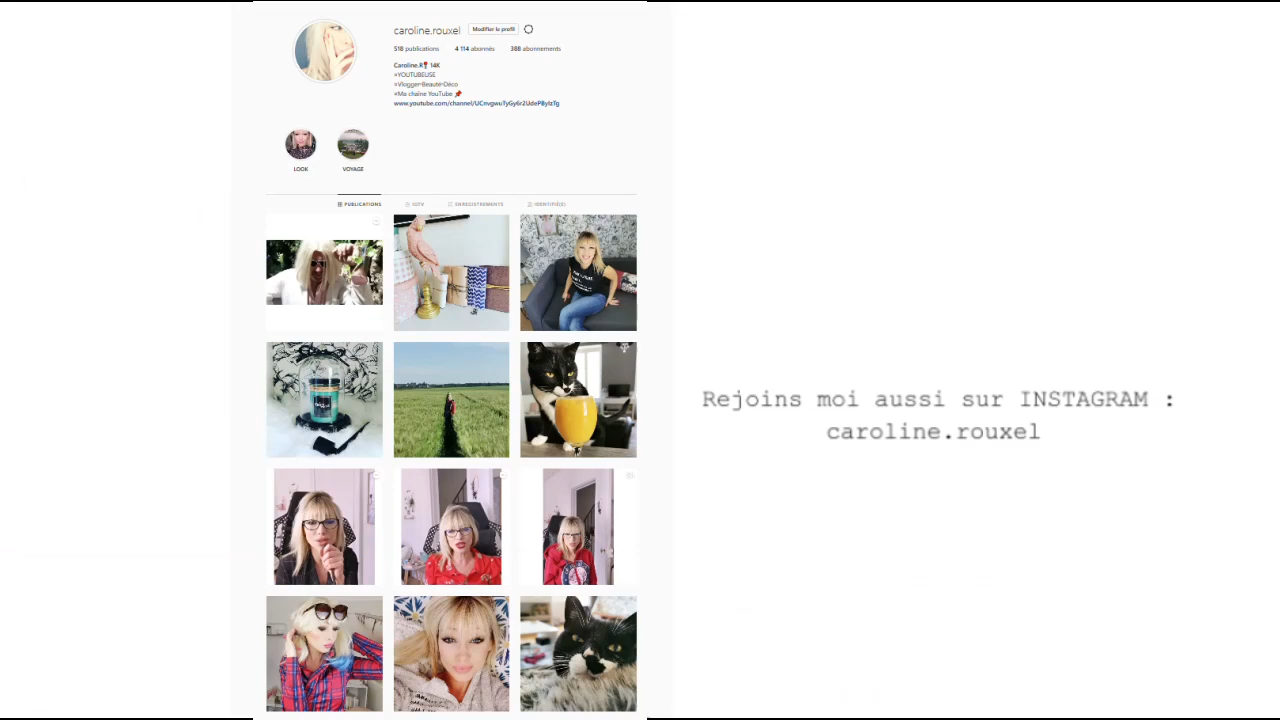 caroline.rouxel Modifier le profil
518 publications 4 114 abonnés 388 abonnements
Caroline.R🎈 14K
¤YOUTUBEUSE
¤Vlogger-Beauté-Déco
¤Ma chaîne YouTube 📌
LOOK VOYAGE
PUBLICATIONS IGTV ENREGISTREMENTS IDENTIFIÉ(E)
Rejoins moi aussi sur INSTAGRAM :
caroline.rouxel